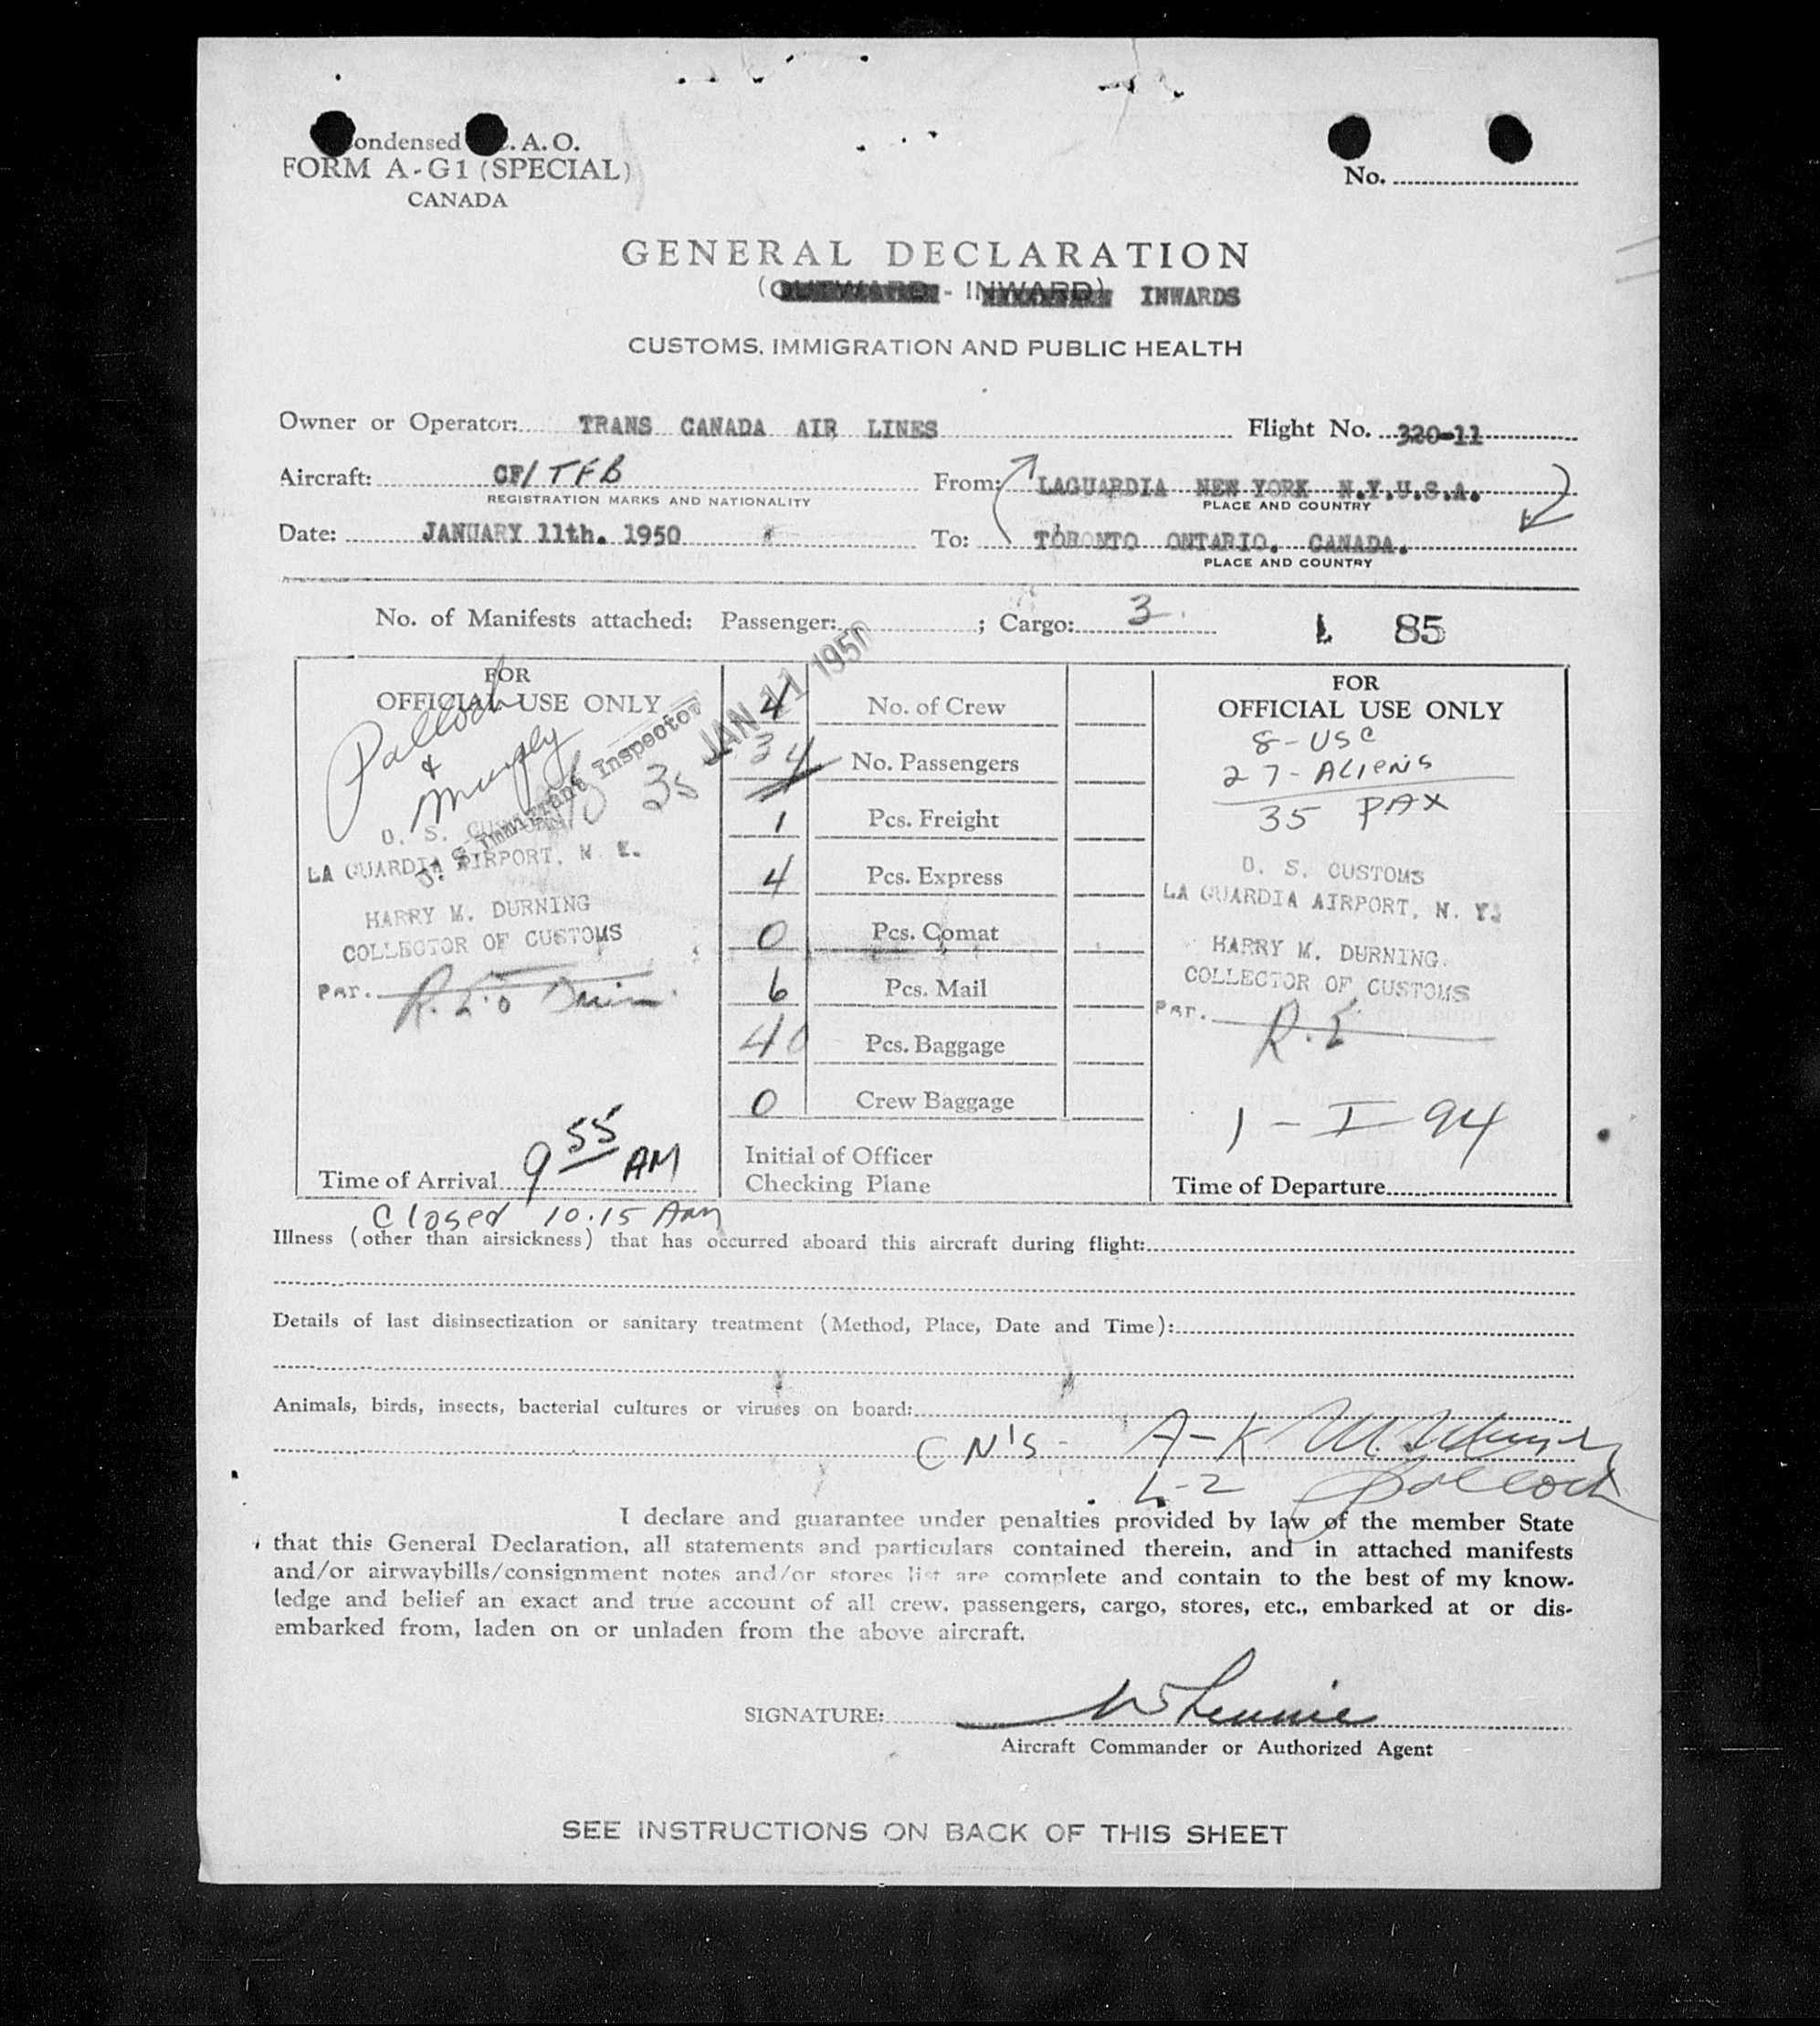 Condensed I.C.A.O.
FORM A-G1 (SPECIAL)
CANADA
No.
GENERAL DECLARATION
(OUTWARD - INWARD) INWARDS
CUSTOMS, IMMIGRATION AND PUBLIC HEALTH
Owner or Operator: TRANS CANADA AIR LINES Flight No. 320-11
Aircraft: CF/TFB From: LAGUARDIA NEW YORK N.Y.U.S.A.
REGISTRATION MARKS AND NATIONALITY PLACE AND COUNTRY
Date: JANUARY 11th. 1950 To: TORONTO ONTARIO. CANADA.
PLACE AND COUNTRY
No. of Manifests attached: Passenger: ; Cargo: 3 L 85
FOR
OFFICIAL USE ONLY
Pollock
&
Murphy
U. S. Immigrant Inspector
JAN 11 1950
35
U. S. CUSTOMS
LA GUARDIA AIRPORT, N. Y.
HARRY M. DURNING
COLLECTOR OF CUSTOMS
Per.
Time of Arrival 9 55 AM
4 No. of Crew
34 No. Passengers
1 Pcs. Freight
4 Pcs. Express
0 Pcs. Comat
6 Pcs. Mail
40 Pcs. Baggage
0 Crew Baggage
Initial of Officer
Checking Plane
FOR
OFFICIAL USE ONLY
8-USC
27-ALIENS
35 PAX
U. S. CUSTOMS
LA GUARDIA AIRPORT, N. Y.
HARRY M. DURNING.
COLLECTOR OF CUSTOMS
Per. R.E
1 - I 94
Time of Departure
Closed 10.15 Am
Illness (other than airsickness) that has occurred aboard this aircraft during flight:
Details of last disinsectization or sanitary treatment (Method, Place, Date and Time):
Animals, birds, insects, bacterial cultures or viruses on board:
CN'S - A-K M. Murphy
L-2 Pollock
I declare and guarantee under penalties provided by law of the member State
that this General Declaration, all statements and particulars contained therein, and in attached manifests
and/or airwaybills/consignment notes and/or stores list are complete and contain to the best of my know-
ledge and belief an exact and true account of all crew, passengers, cargo, stores, etc., embarked at or dis-
embarked from, laden on or unladen from the above aircraft.
SIGNATURE: W Rennie
Aircraft Commander or Authorized Agent
SEE INSTRUCTIONS ON BACK OF THIS SHEET